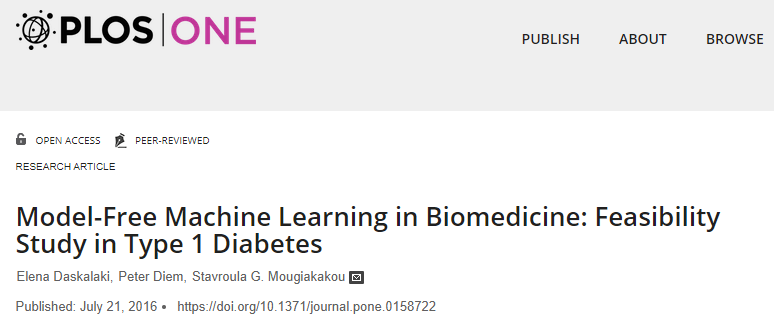 PLOS ONE
PUBLISH ABOUT BROWSE
OPEN ACCESS PEER-REVIEWED
RESEARCH ARTICLE
Model-Free Machine Learning in Biomedicine: Feasibility
Study in Type 1 Diabetes
Elena Daskalaki, Peter Diem, Stavroula G. Mougiakakou
Published: July 21, 2016 • https://doi.org/10.1371/journal.pone.0158722